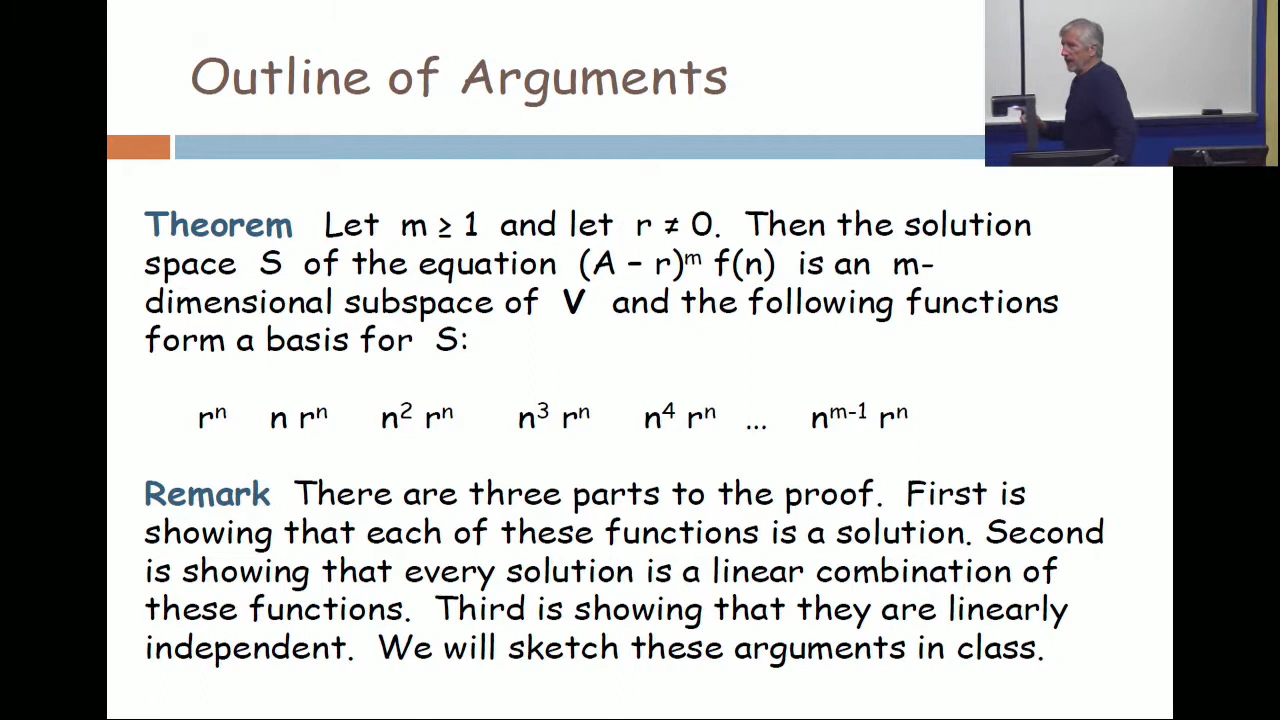 Outline of Arguments
Theorem Let m ≥ 1 and let r ≠ 0. Then the solution
space S of the equation (A – r)ᵐ f(n) is an m-
dimensional subspace of V and the following functions
form a basis for S:
rⁿ n rⁿ n² rⁿ n³ rⁿ n⁴ rⁿ ... nᵐ⁻¹ rⁿ
Remark There are three parts to the proof. First is
showing that each of these functions is a solution. Second
is showing that every solution is a linear combination of
these functions. Third is showing that they are linearly
independent. We will sketch these arguments in class.